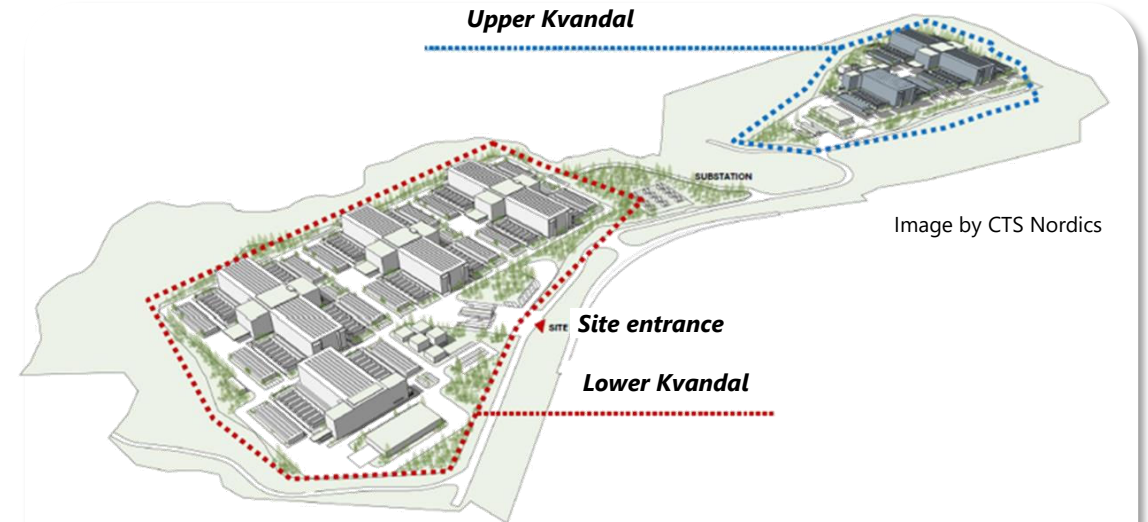 Upper Kvandal
SUBSTATION
Image by CTS Nordics
SITE Site entrance
Lower Kvandal